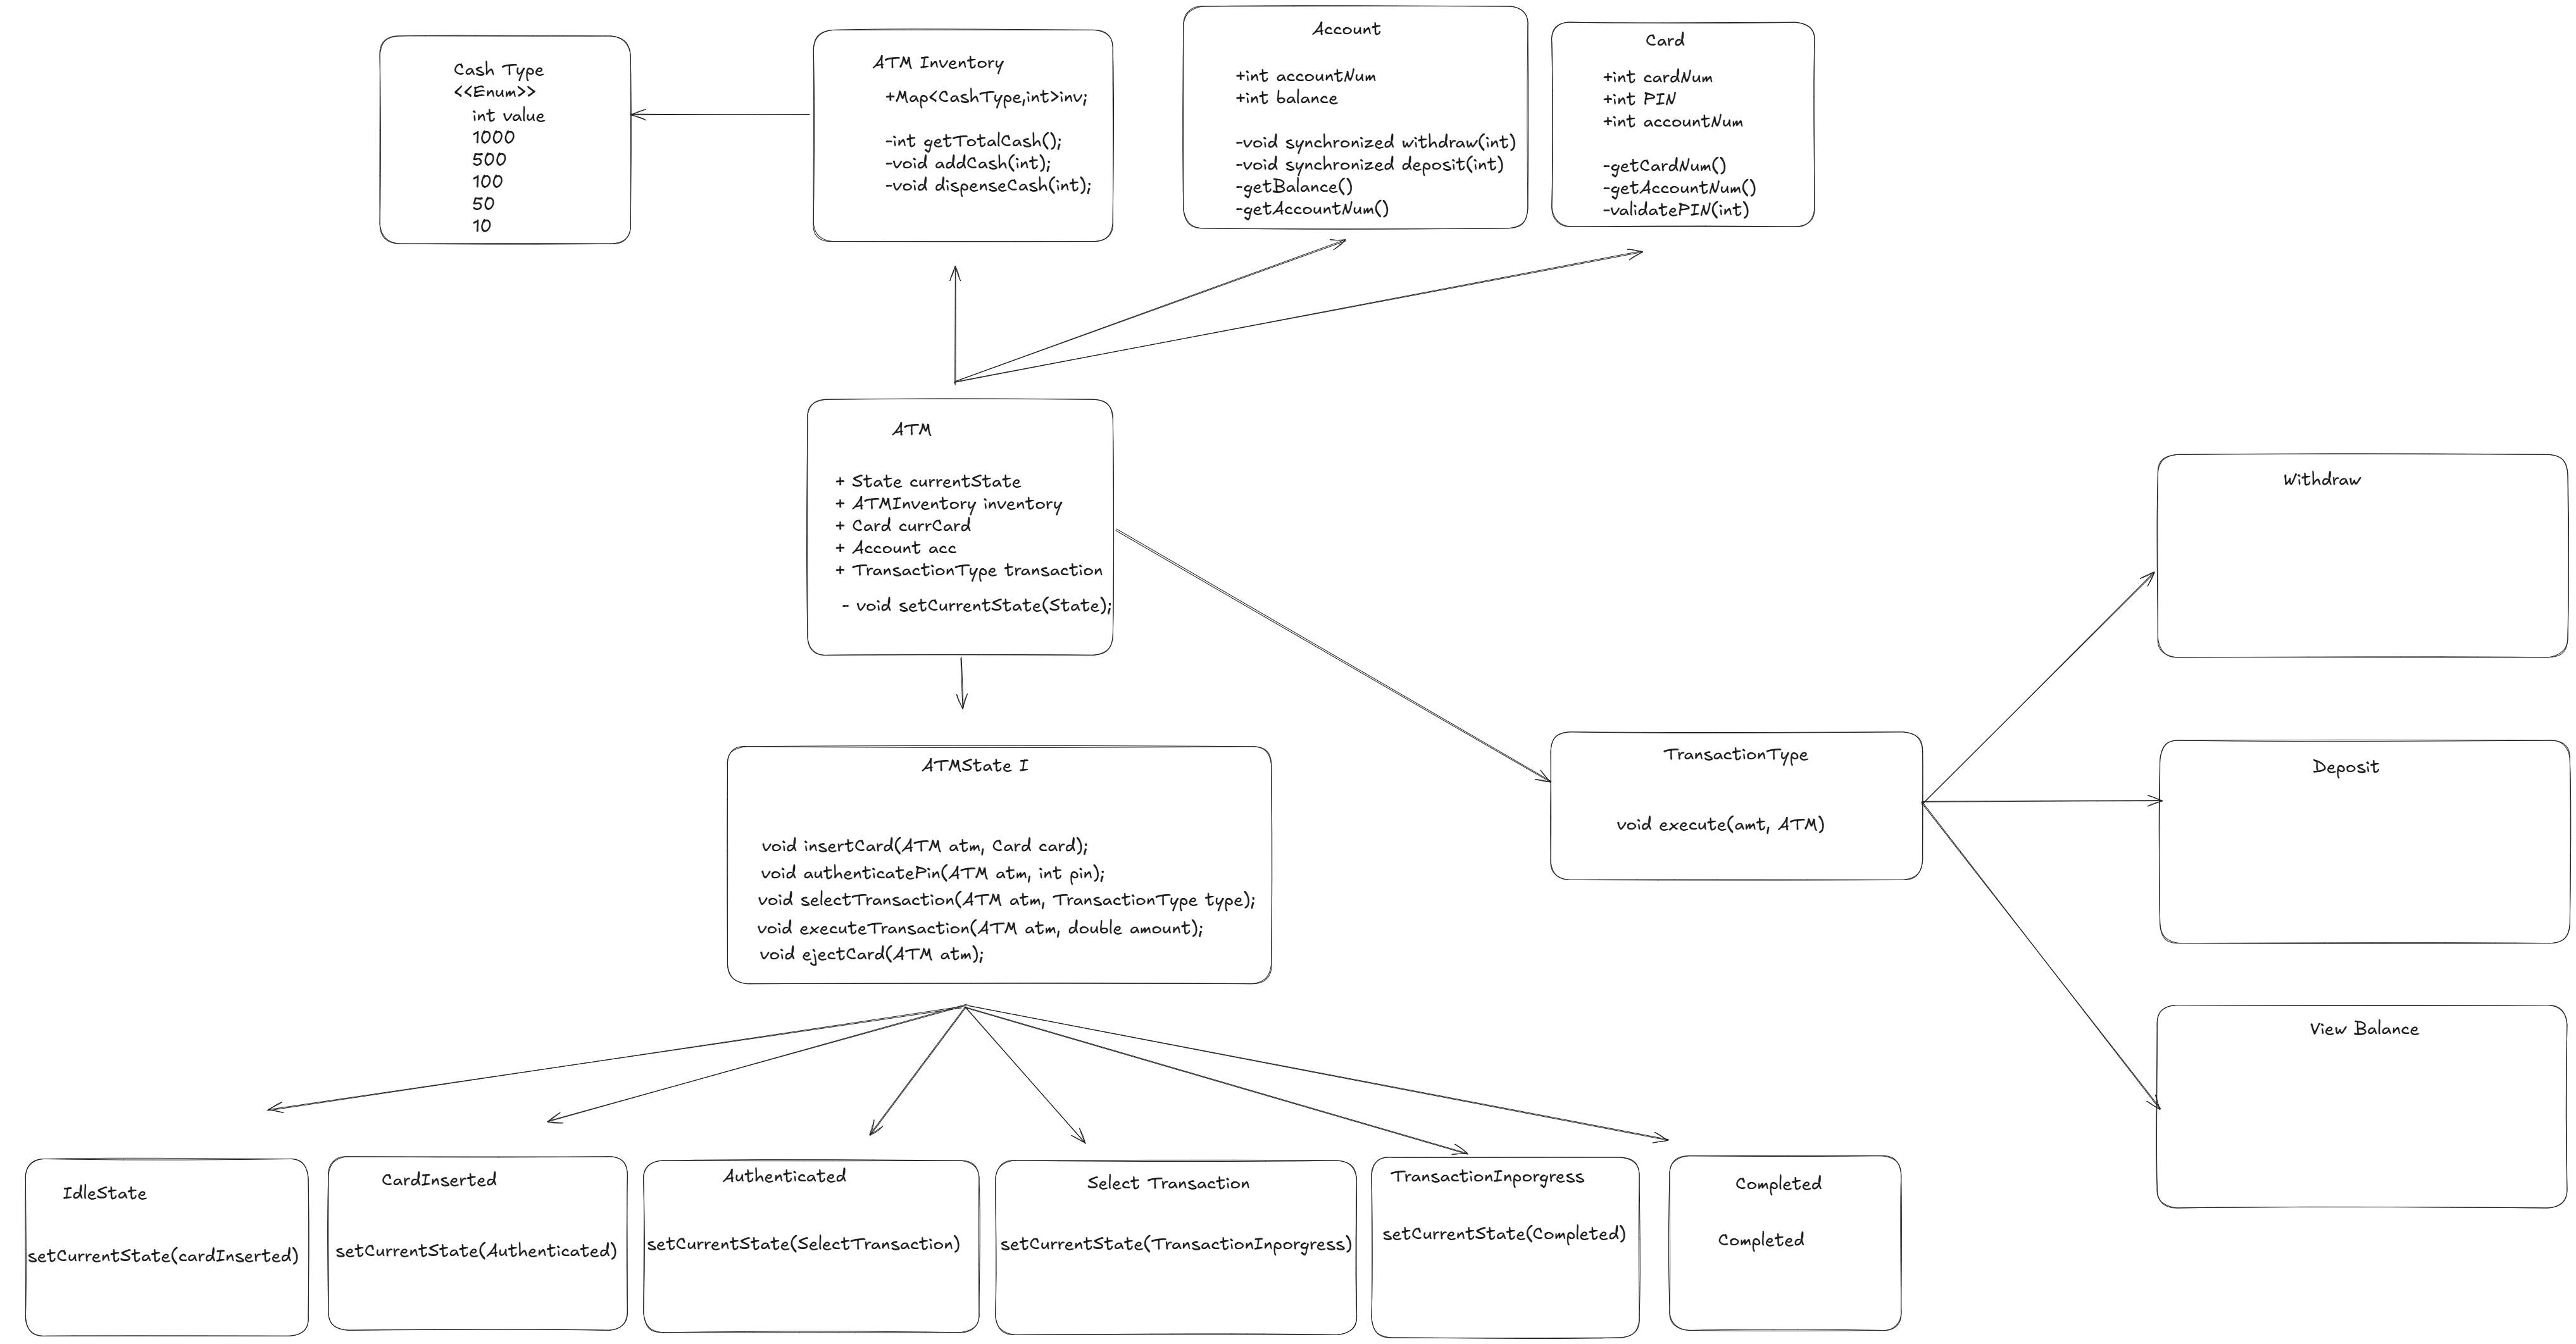 Cash Type
<<Enum>>
int value
1000
500
100
50
10
ATM Inventory
+Map<CashType,int>inv;
-int getTotalCash();
-void addCash(int);
-void dispenseCash(int);
Account
+int accountNum
+int balance
-void synchronized withdraw(int)
-void synchronized deposit(int)
-getBalance()
-getAccountNum()
Card
+int cardNum
+int PIN
+int accountNum
-getCardNum()
-getAccountNum()
-validatePIN(int)
ATM
+ State currentState
+ ATMInventory inventory
+ Card currCard
+ Account acc
+ TransactionType transaction
- void setCurrentState(State);
Withdraw
TransactionType
void execute(amt, ATM)
Deposit
View Balance
ATMState I
void insertCard(ATM atm, Card card);
void authenticatePin(ATM atm, int pin);
void selectTransaction(ATM atm, TransactionType type);
void executeTransaction(ATM atm, double amount);
void ejectCard(ATM atm);
IdleState
setCurrentState(cardInserted)
CardInserted
setCurrentState(Authenticated)
Authenticated
setCurrentState(SelectTransaction)
Select Transaction
setCurrentState(TransactionInporgress)
TransactionInporgress
setCurrentState(Completed)
Completed
Completed